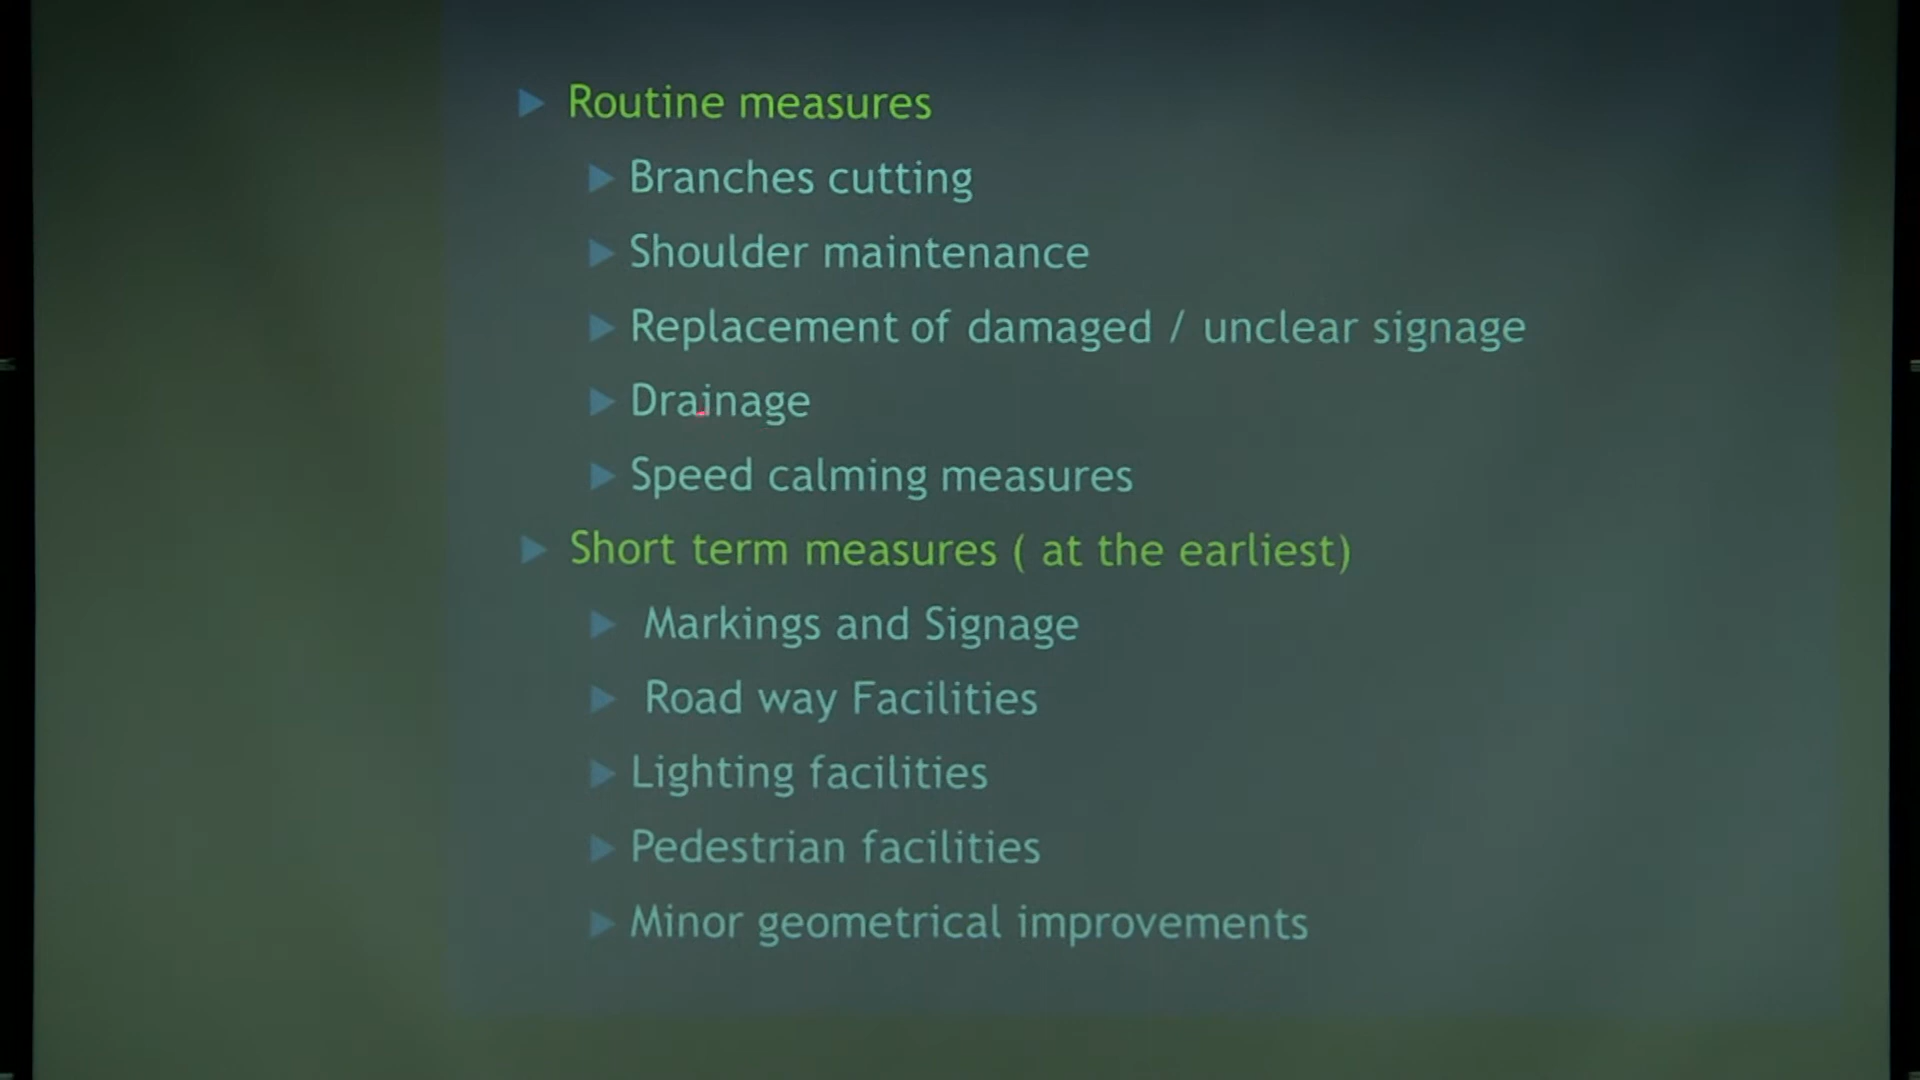 Routine measures
Branches cutting
Shoulder maintenance
Replacement of damaged / unclear signage
Drainage
Speed calming measures
Short term measures ( at the earliest)
Markings and Signage
Road way Facilities
Lighting facilities
Pedestrian facilities
Minor geometrical improvements